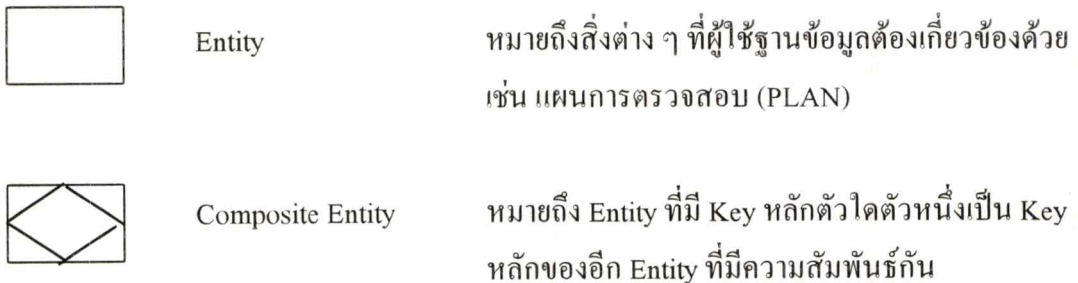 Entity หมายถึงสิ่งต่าง ๆ ที่ผู้ใช้ฐานข้อมูลต้องเกี่ยวข้องด้วย
เช่น แผนการตรวจสอบ (PLAN)
Composite Entity หมายถึง Entity ที่มี Key หลักตัวใดตัวหนึ่งเป็น Key
หลักของอีก Entity ที่มีความสัมพันธ์กัน